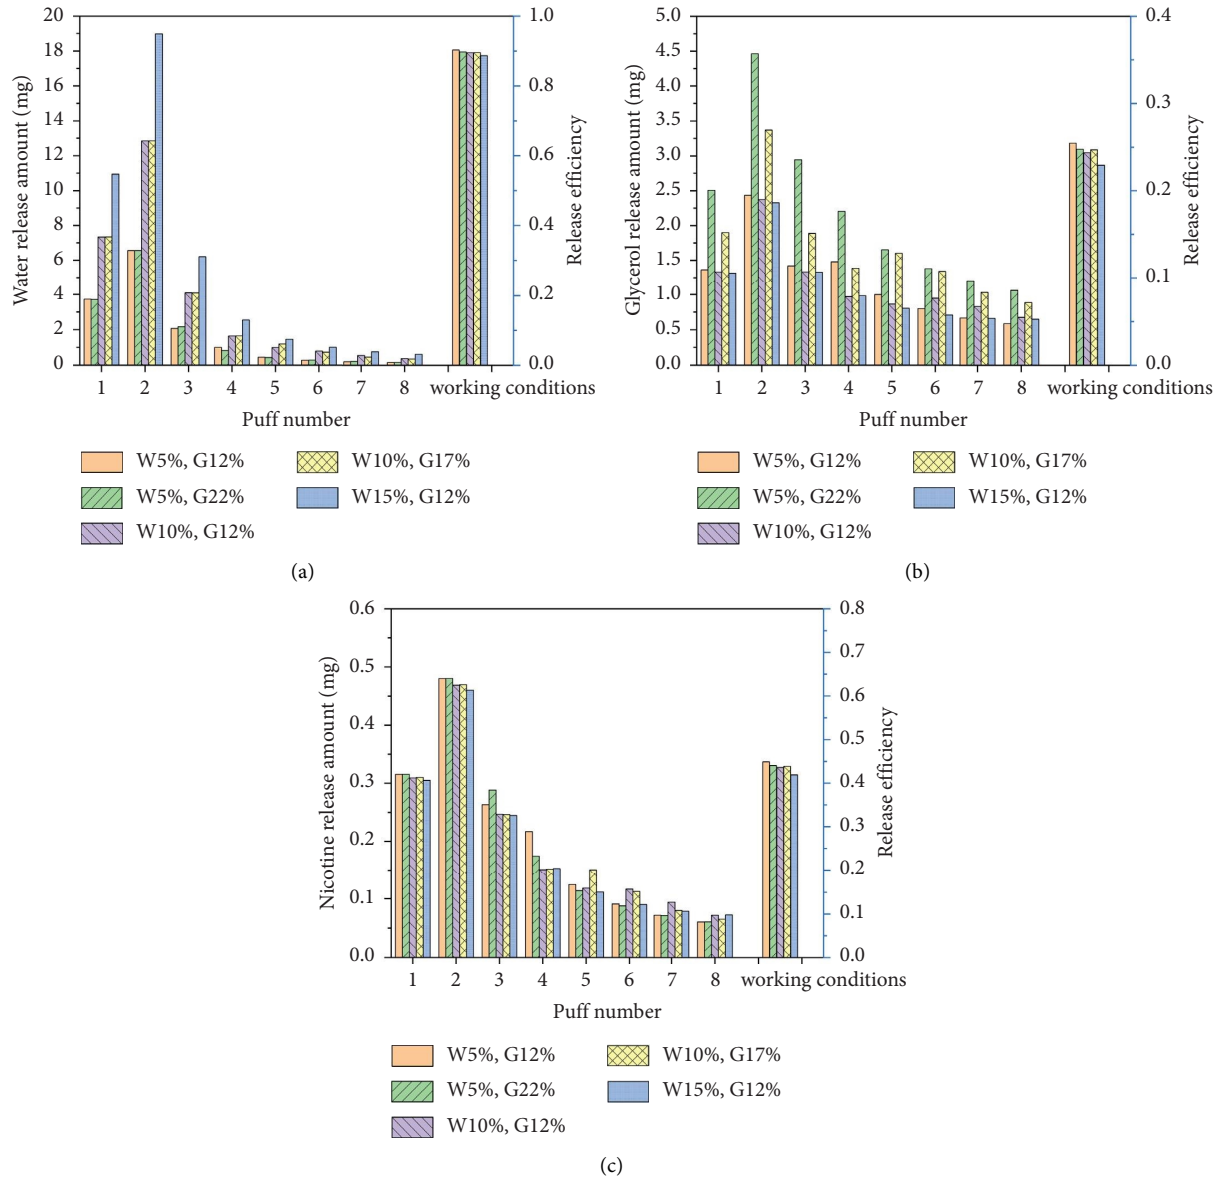 Water release amount (mg)
20
18
16
14
12
10
8
6
4
2
0
1.0
0.8
0.6
0.4
0.2
0.0
Release efficiency
1 2 3 4 5 6 7 8 working conditions
Puff number
W5%, G12%
W10%, G17%
W5%, G22%
W15%, G12%
W10%, G12%
(a)
Glycerol release amount (mg)
5.0
4.5
4.0
3.5
3.0
2.5
2.0
1.5
1.0
0.5
0.0
0.4
0.3
0.2
0.1
0.0
Release efficiency
1 2 3 4 5 6 7 8 working conditions
Puff number
W5%, G12%
W10%, G17%
W5%, G22%
W15%, G12%
W10%, G12%
(b)
Nicotine release amount (mg)
0.6
0.5
0.4
0.3
0.2
0.1
0.0
0.8
0.7
0.6
0.5
0.4
0.3
0.2
0.1
0.0
Release efficiency
1 2 3 4 5 6 7 8 working conditions
Puff number
W5%, G12%
W10%, G17%
W5%, G22%
W15%, G12%
W10%, G12%
(c)